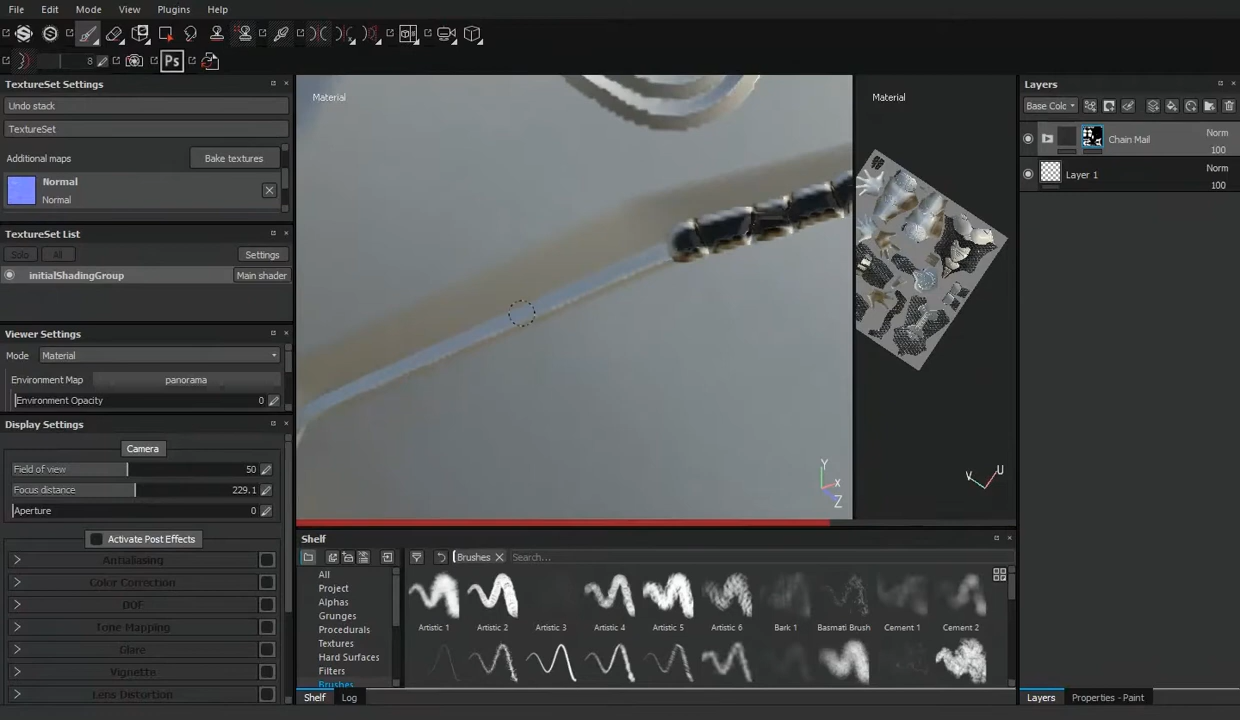 File Edit Mode View Plugins Help
8
Ps
TextureSet Settings
Undo stack
TextureSet
Additional maps
Bake textures
Normal
Normal
TextureSet List
Solo All Settings
initialShadingGroup Main shader
Viewer Settings
Mode Material
Environment Map panorama
Environment Opacity 0
Display Settings
Camera
Field of view 50
Focus distance 229.1
Aperture 0
Activate Post Effects
Antialiasing
Color Correction
DOF
Tone Mapping
Glare
Vignette
Lens Distortion
Material
Y
X
Z
Material
V U
Shelf
Brushes Search...
All
Project
Alphas
Grunges
Procedurals
Textures
Hard Surfaces
Filters
Brushes
Artistic 1 Artistic 2 Artistic 3 Artistic 4 Artistic 5 Artistic 6 Bark 1 Basmati Brush Cement 1 Cement 2
Shelf Log
Layers
Base Colc
Chain Mail Norm
100
Layer 1 Norm
100
Layers Properties - Paint